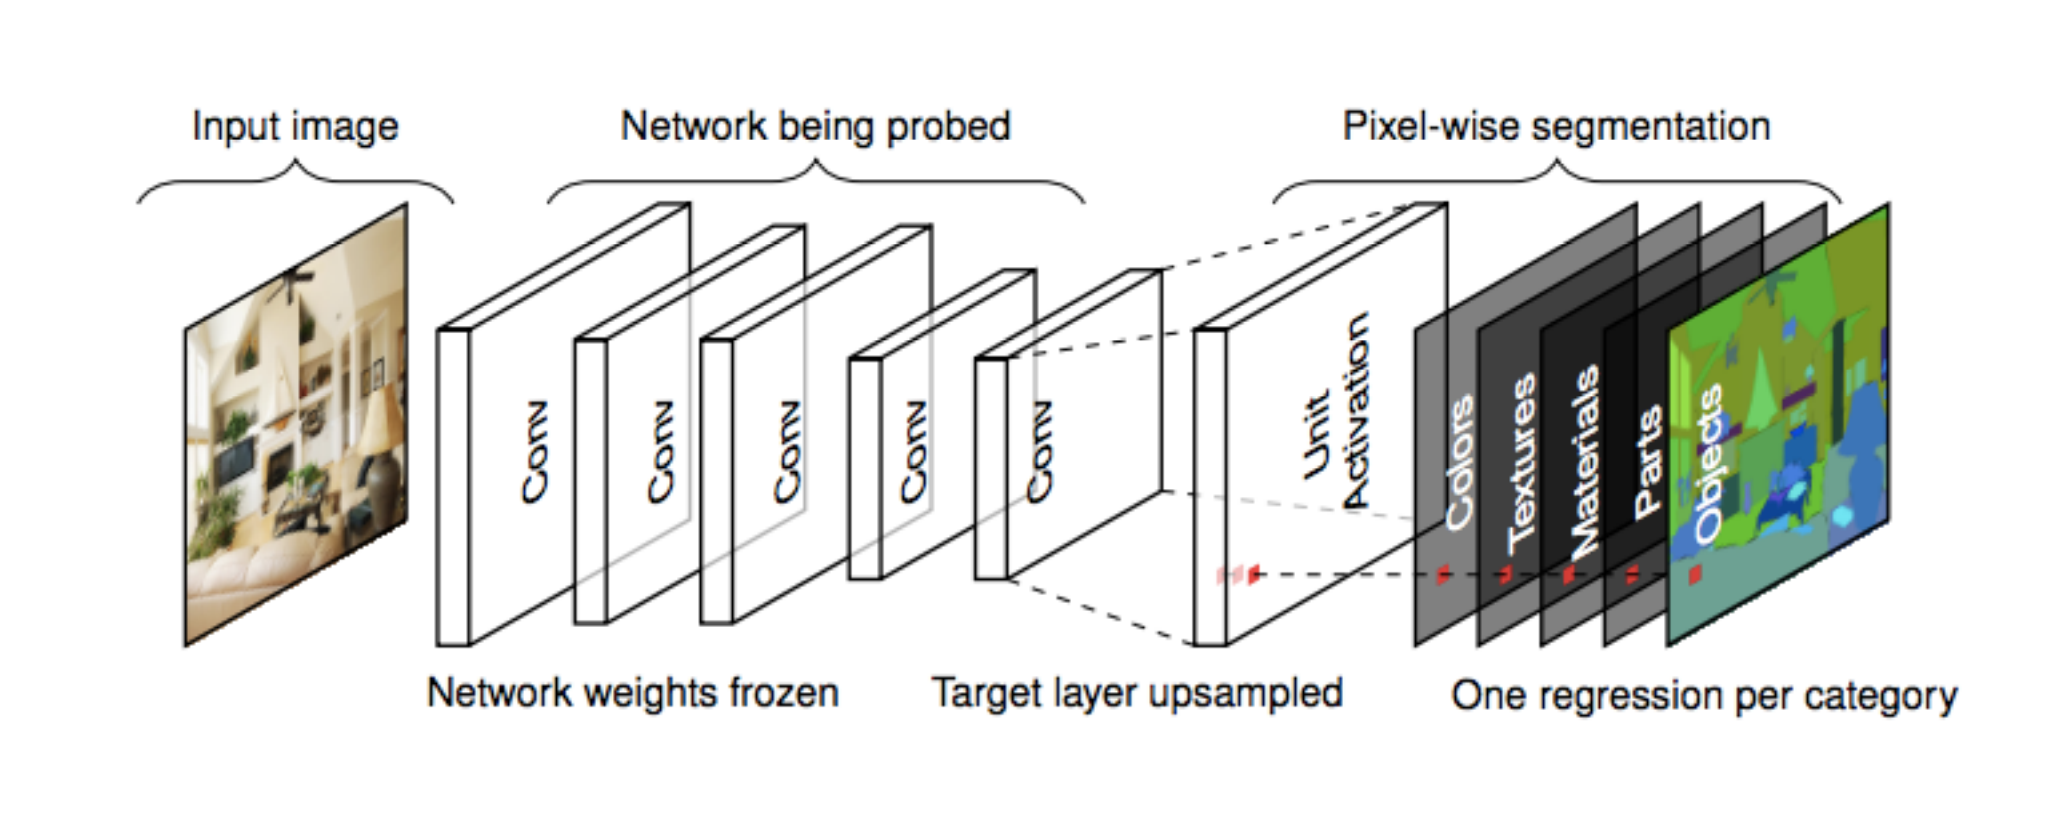 Input image
Network being probed
Pixel-wise segmentation
Conv
Conv
Conv
Conv
Conv
Unit
Activation
Colors
Textures
Materials
Parts
Objects
Network weights frozen
Target layer upsampled
One regression per category